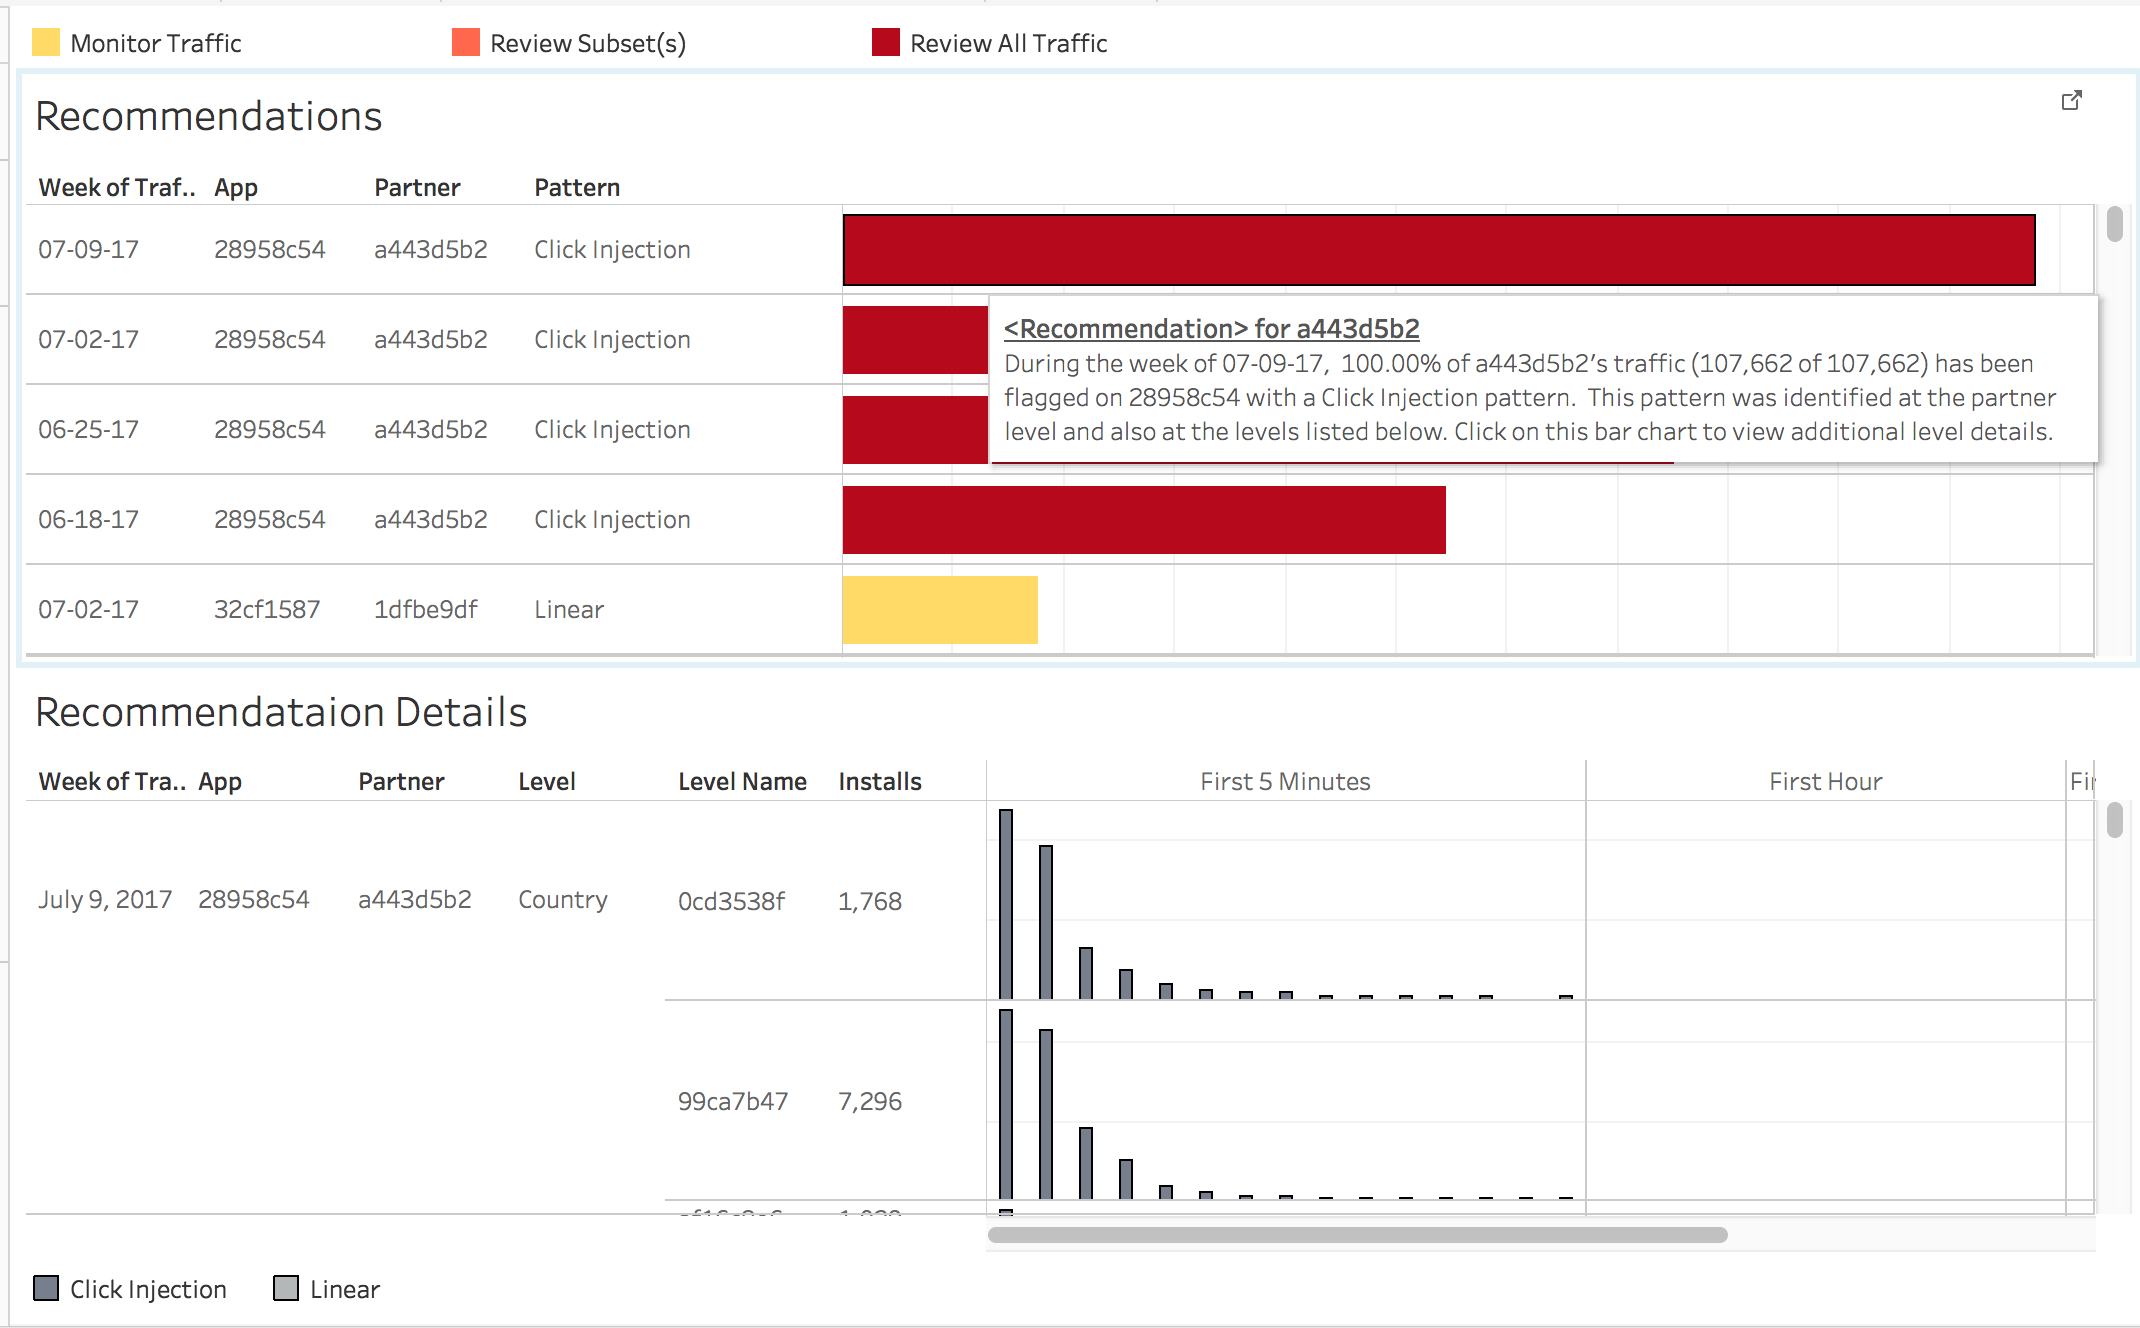 Monitor Traffic Review Subset(s) Review All Traffic
Recommendations
Week of Traf.. App Partner Pattern
07-09-17 28958c54 a443d5b2 Click Injection
07-02-17 28958c54 a443d5b2 Click Injection
<Recommendation> for a443d5b2
During the week of 07-09-17,  100.00% of a443d5b2's traffic (107,662 of 107,662) has been
flagged on 28958c54 with a Click Injection pattern.  This pattern was identified at the partner
level and also at the levels listed below. Click on this bar chart to view additional level details.
06-25-17 28958c54 a443d5b2 Click Injection
06-18-17 28958c54 a443d5b2 Click Injection
07-02-17 32cf1587 1dfbe9df Linear
Recommendataion Details
Week of Tra.. App Partner Level Level Name Installs First 5 Minutes First Hour
July 9, 2017 28958c54 a443d5b2 Country 0cd3538f 1,768
99ca7b47 7,296
Click Injection Linear